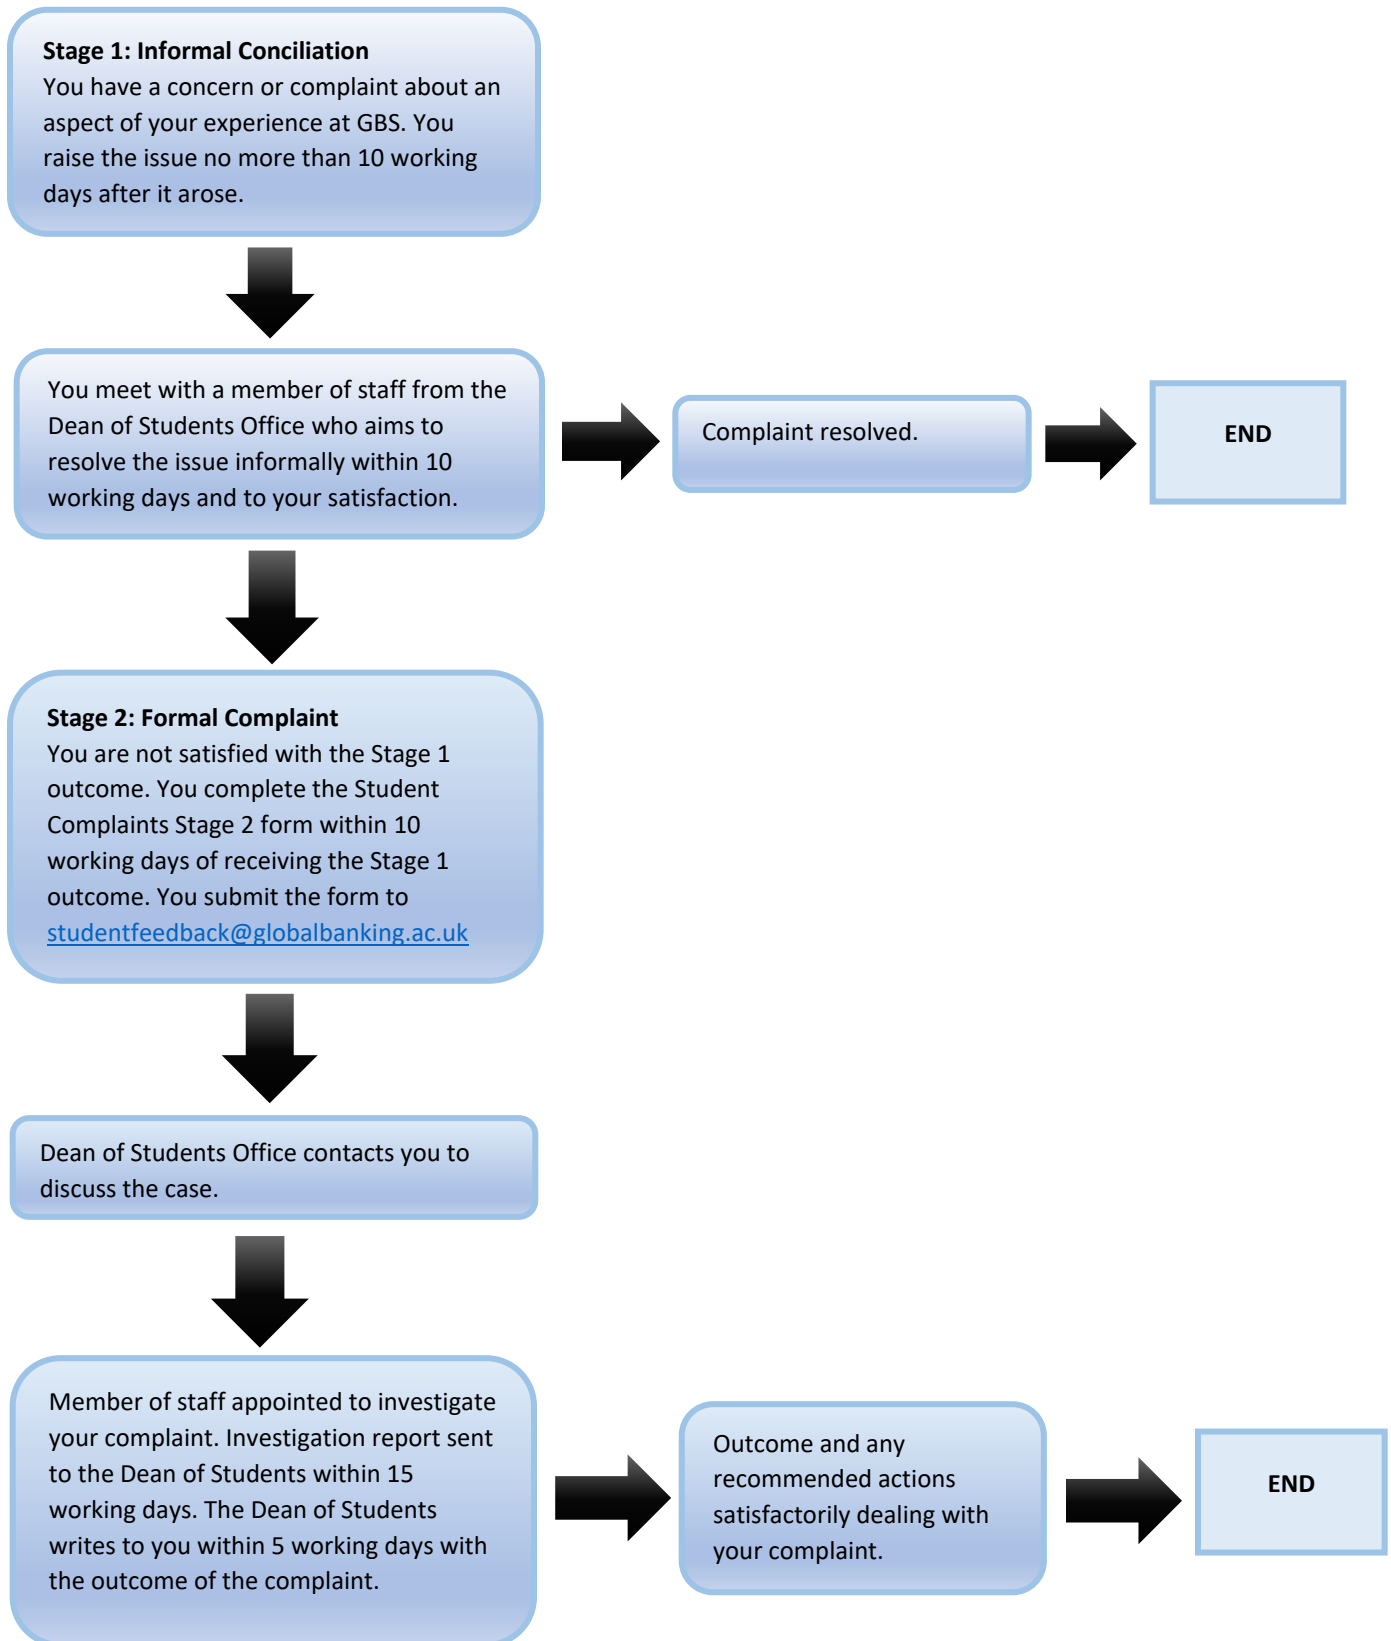 Stage 1: Informal Conciliation
You have a concern or complaint about an
aspect of your experience at GBS. You
raise the issue no more than 10 working
days after it arose.
You meet with a member of staff from the
Dean of Students Office who aims to
resolve the issue informally within 10
working days and to your satisfaction.
Complaint resolved.
END
Stage 2: Formal Complaint
You are not satisfied with the Stage 1
outcome. You complete the Student
Complaints Stage 2 form within 10
working days of receiving the Stage 1
outcome. You submit the form to
studentfeedback@globalbanking.ac.uk
Dean of Students Office contacts you to
discuss the case.
Member of staff appointed to investigate
your complaint. Investigation report sent
to the Dean of Students within 15
working days. The Dean of Students
writes to you within 5 working days with
the outcome of the complaint.
Outcome and any
recommended actions
satisfactorily dealing with
your complaint.
END